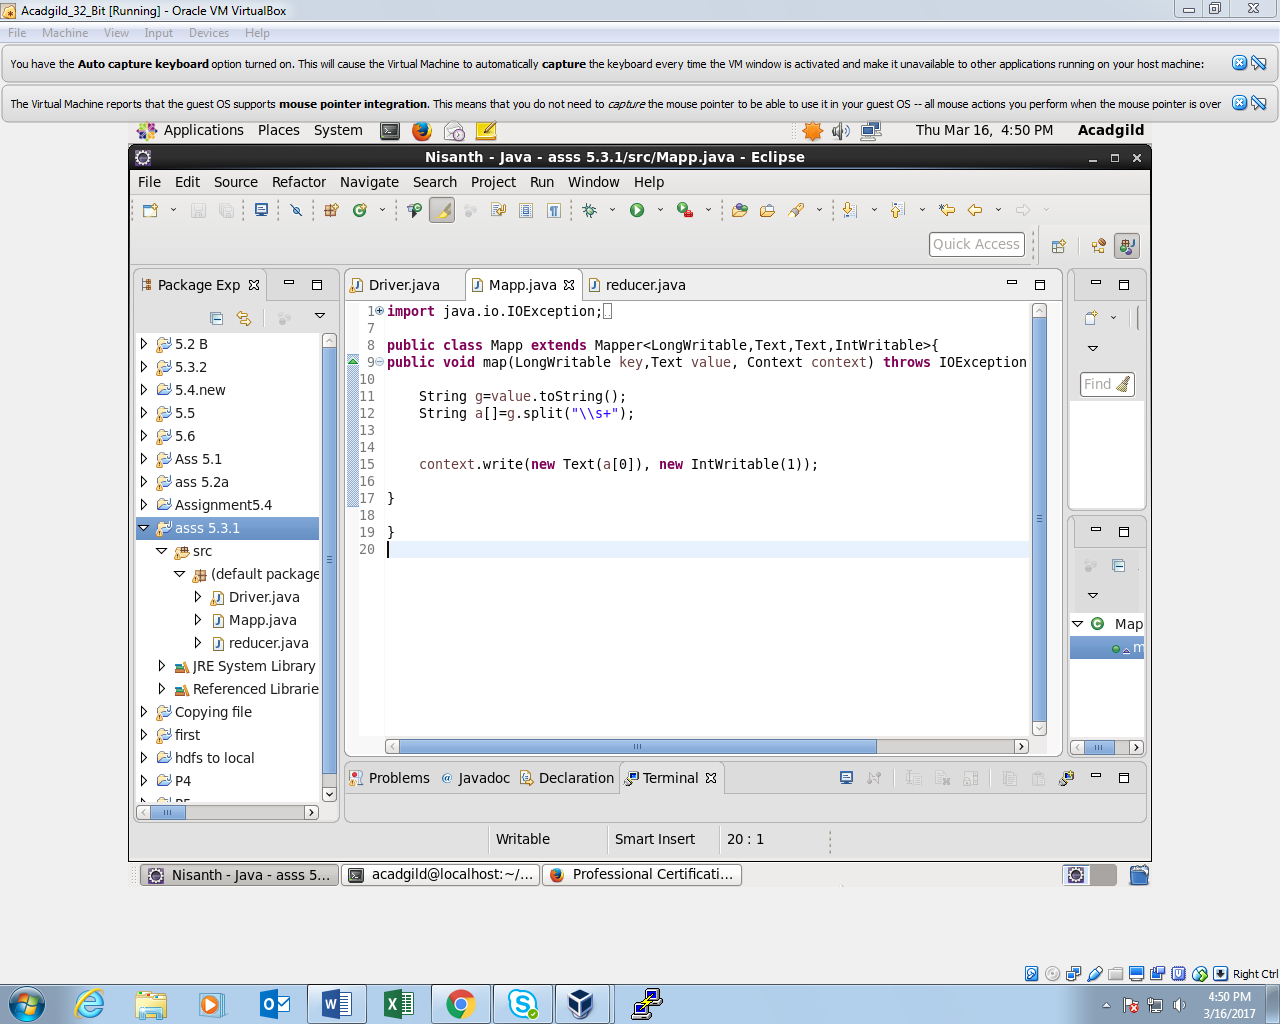 Acadgild_32_Bit [Running] - Oracle VM VirtualBox
File Machine View Input Devices Help
You have the Auto capture keyboard option turned on. This will cause the Virtual Machine to automatically capture the keyboard every time the VM window is activated and make it unavailable to other applications running on your host machine:
The Virtual Machine reports that the guest OS supports mouse pointer integration. This means that you do not need to capture the mouse pointer to be able to use it in your guest OS -- all mouse actions you perform when the mouse pointer is over
Applications Places System Thu Mar 16, 4:50 PM Acadgild
Nisanth - Java - asss 5.3.1/src/Mapp.java - Eclipse
File Edit Source Refactor Navigate Search Project Run Window Help
Quick Access
Package Exp
5.2 B
5.3.2
5.4.new
5.5
5.6
Ass 5.1
ass 5.2a
Assignment5.4
asss 5.3.1
src
(default package
Driver.java
Mapp.java
reducer.java
JRE System Library
Referenced Librarie
Copying file
first
hdfs to local
P4
Driver.java Mapp.java reducer.java
1 import java.io.IOException;
7
8 public class Mapp extends Mapper<LongWritable,Text,Text,IntWritable>{
9 public void map(LongWritable key,Text value, Context context) throws IOException
10
11 String g=value.toString();
12 String a[]=g.split("\\s+");
13
14
15 context.write(new Text(a[0]), new IntWritable(1));
16
17 }
18
19 }
20
Find
Map
m
Problems Javadoc Declaration Terminal
Writable Smart Insert 20 : 1
Nisanth - Java - asss 5... acadgild@localhost:~/... Professional Certificati...
Right Ctrl
4:50 PM
3/16/2017